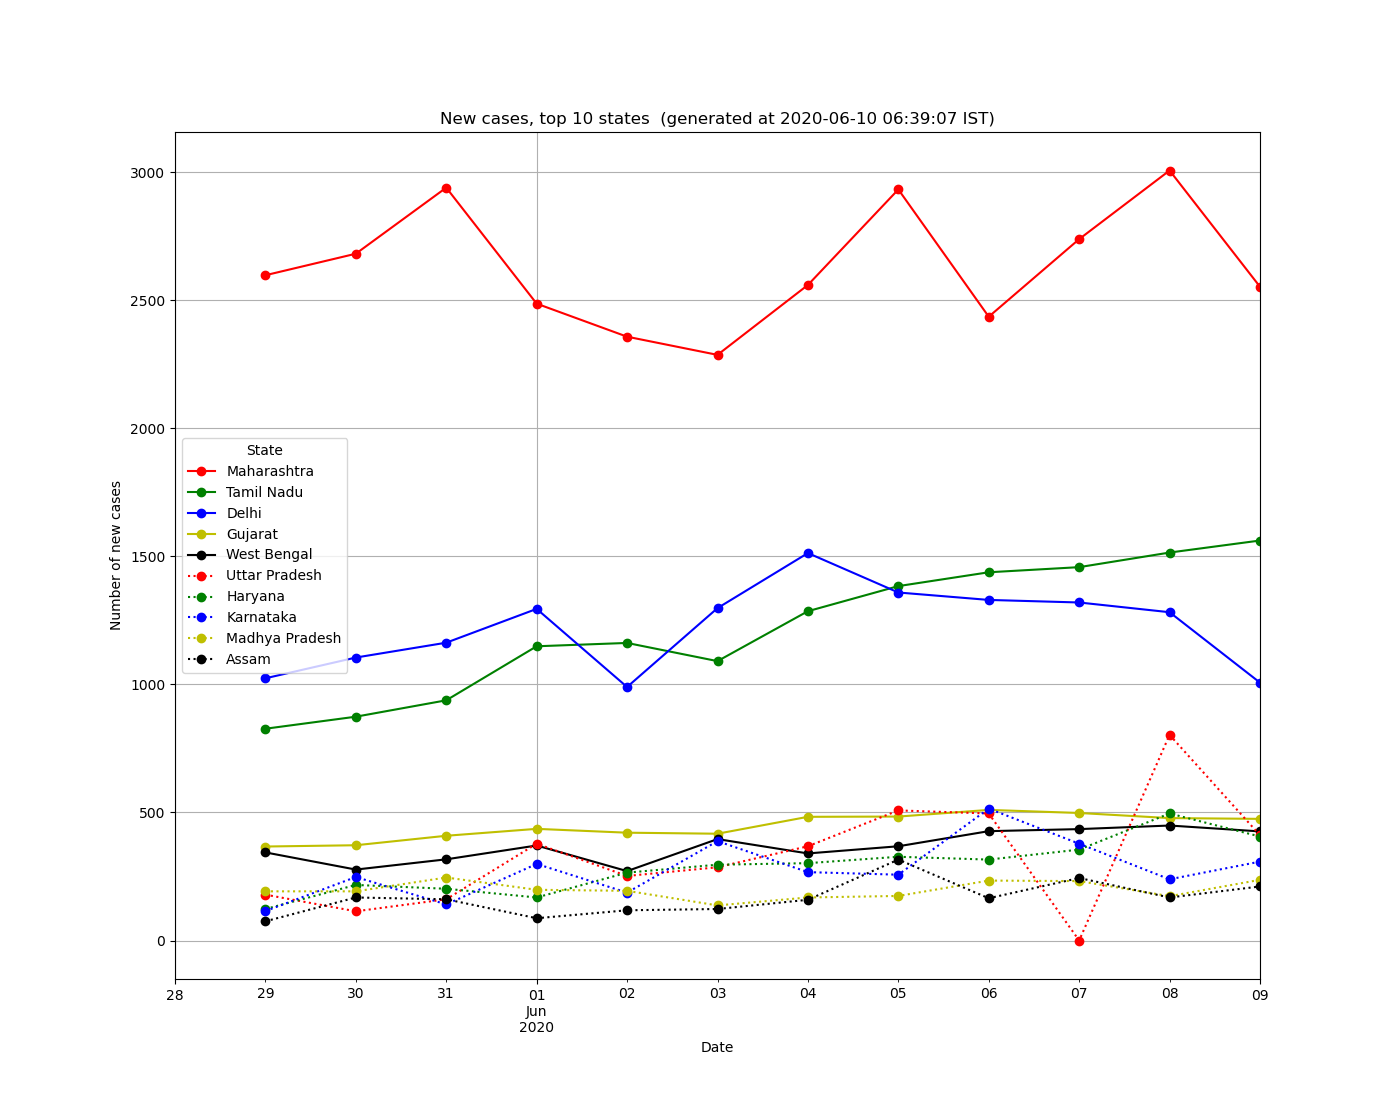 New cases, top 10 states  (generated at 2020-06-10 06:39:07 IST)
3000
2500
2000
1500
1000
500
0
Number of new cases
State
Maharashtra
Tamil Nadu
Delhi
Gujarat
West Bengal
Uttar Pradesh
Haryana
Karnataka
Madhya Pradesh
Assam
28 29 30 31 01 02 03 04 05 06 07 08 09
Jun
2020
Date